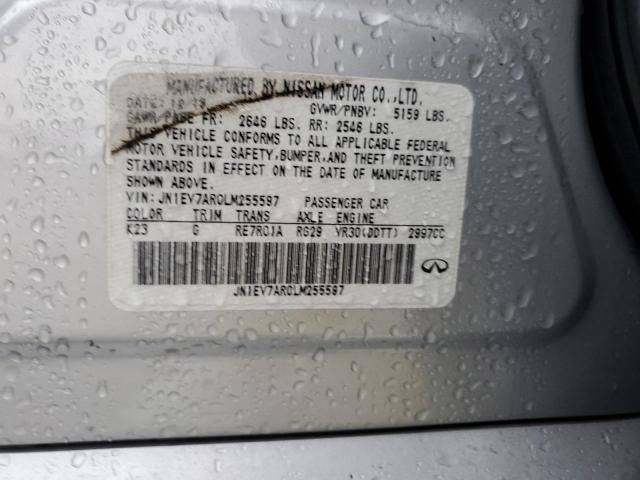 MANUFACTURED BY NISSAN MOTOR CO.,LTD.
DATE: 10 19 GVWR/PNBV: 5159 LBS.
GAWR/PNBE FR: 2646 LBS. RR: 2546 LBS.
THIS VEHICLE CONFORMS TO ALL APPLICABLE FEDERAL
MOTOR VEHICLE SAFETY,BUMPER,AND THEFT PREVENTION
STANDARDS IN EFFECT ON THE DATE OF MANUFACTURE
SHOWN ABOVE.
VIN: JN1EV7AR0LM255597 PASSENGER CAR
COLOR TRIM TRANS AXLE ENGINE
K23 G RE7R01A RG29 VR30(DDTT) 2997CC
JN1EV7AR0LM255597